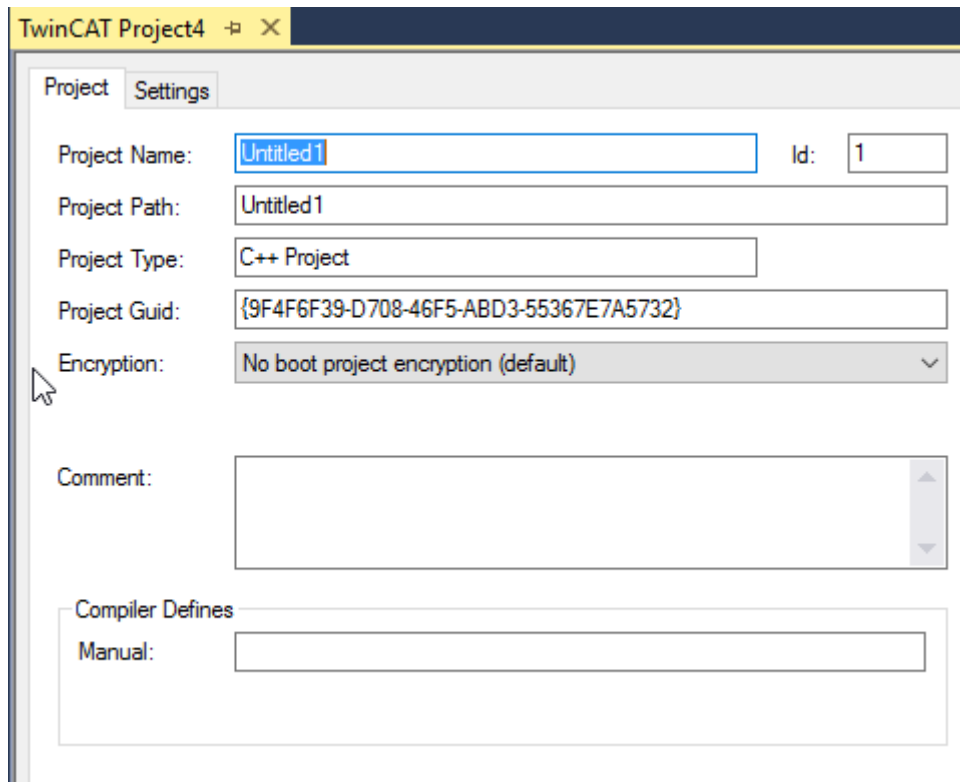 TwinCAT Project4
Project Settings
Project Name: Untitled1 Id: 1
Project Path: Untitled1
Project Type: C++ Project
Project Guid: {9F4F6F39-D708-46F5-ABD3-55367E7A5732}
Encryption: No boot project encryption (default)
Comment:
Compiler Defines
Manual: